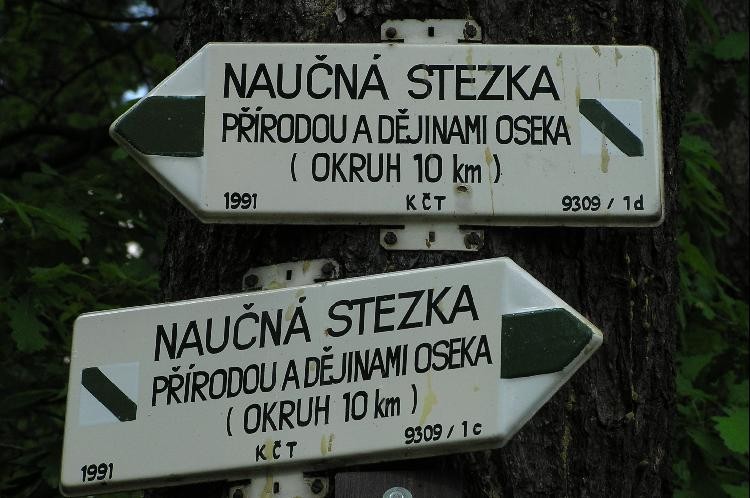 NAUČNÁ STEZKA
PŘÍRODOU A DĚJINAMI OSEKA
( OKRUH 10 km )
1991 KČT 9309 / 1d
NAUČNÁ STEZKA
PŘÍRODOU A DĚJINAMI OSEKA
( OKRUH 10 km )
1991 KČT 9309 / 1c